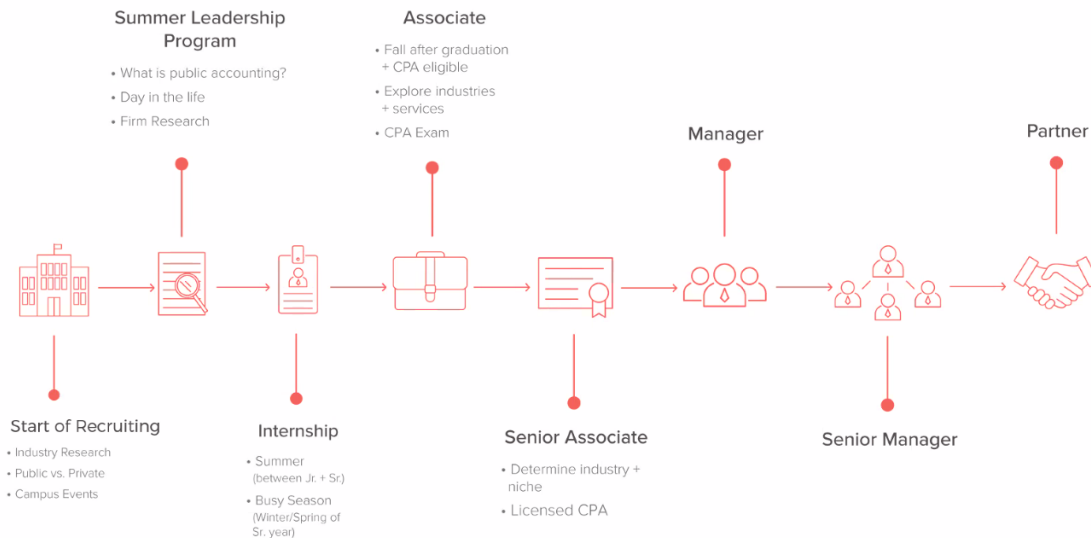 Summer Leadership
Program
• What is public accounting?
• Day in the life
• Firm Research
Associate
• Fall after graduation
+ CPA eligible
• Explore industries
+ services
• CPA Exam
Manager
Partner
Start of Recruiting
• Industry Research
• Public vs. Private
• Campus Events
Internship
• Summer
(between Jr. + Sr.)
• Busy Season
(Winter/Spring of
Sr. year)
Senior Associate
• Determine industry +
niche
• Licensed CPA
Senior Manager